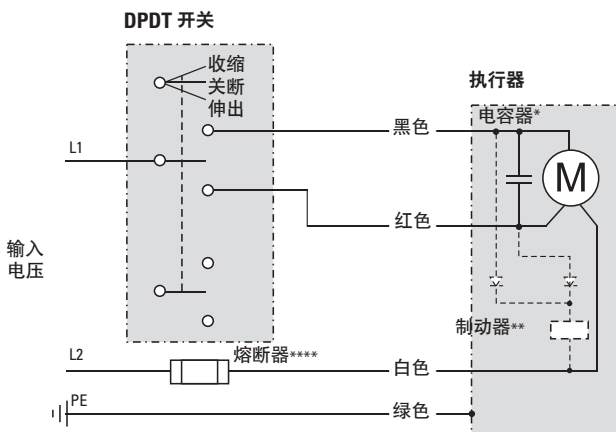 DPDT 开关
收缩
关断
伸出
执行器
电容器*
黑色
L1
M
红色
输入
电压
制动器**
L2
熔断器****
白色
PE
绿色